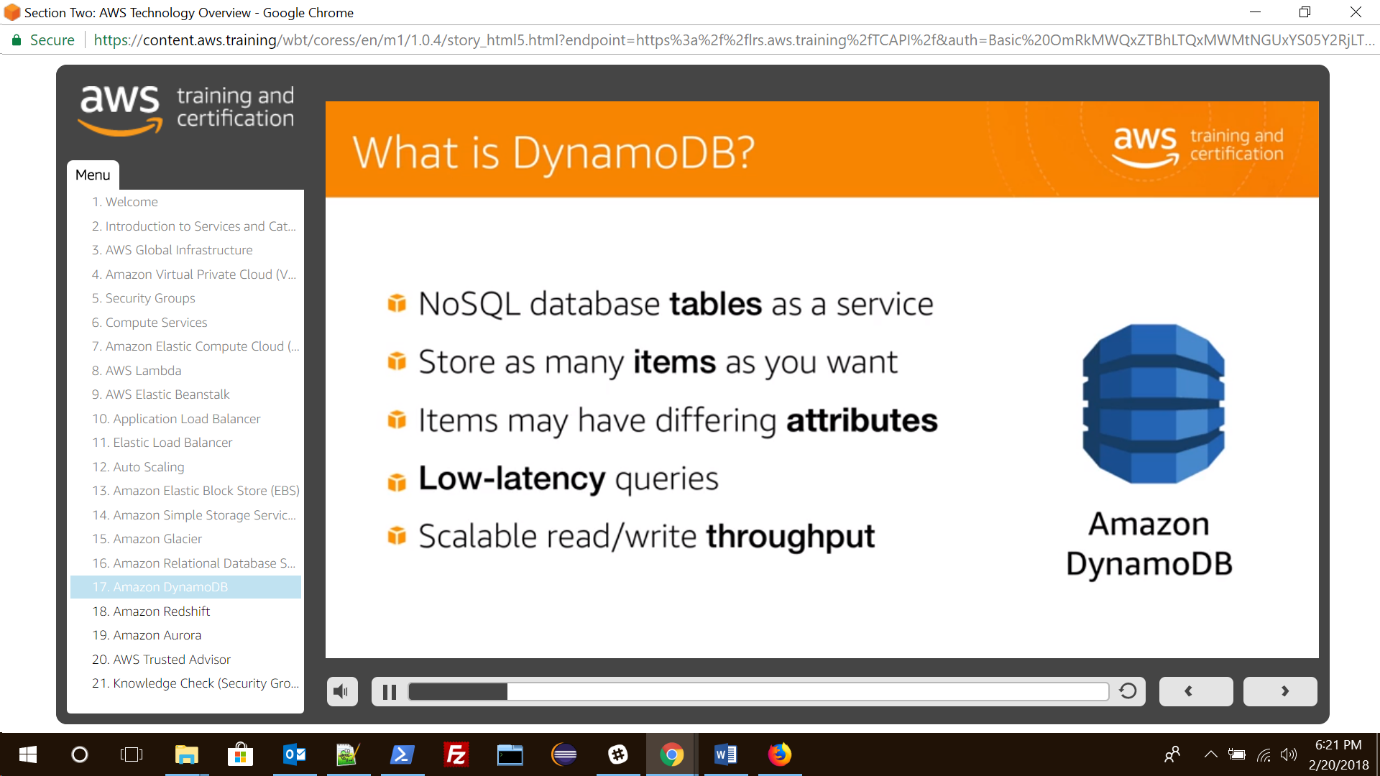 Section Two: AWS Technology Overview - Google Chrome
Secure https://content.aws.training/wbt/coress/en/m1/1.0.4/story_html5.html?endpoint=https%3a%2f%2flrs.aws.training%2fTCAPI%2f&auth=Basic%20OmRkMWQxZTBhLTQxMWMtNGUxYS05Y2RjLT...
aws training and
certification
Menu
1. Welcome
2. Introduction to Services and Cat...
3. AWS Global Infrastructure
4. Amazon Virtual Private Cloud (V...
5. Security Groups
6. Compute Services
7. Amazon Elastic Compute Cloud (...
8. AWS Lambda
9. AWS Elastic Beanstalk
10. Application Load Balancer
11. Elastic Load Balancer
12. Auto Scaling
13. Amazon Elastic Block Store (EBS)
14. Amazon Simple Storage Servic...
15. Amazon Glacier
16. Amazon Relational Database S...
17. Amazon DynamoDB
18. Amazon Redshift
19. Amazon Aurora
20. AWS Trusted Advisor
21. Knowledge Check (Security Gro...
What is DynamoDB?
aws training and
certification
NoSQL database tables as a service
Store as many items as you want
Items may have differing attributes
Low-latency queries
Scalable read/write throughput
Amazon
DynamoDB
6:21 PM
2/20/2018